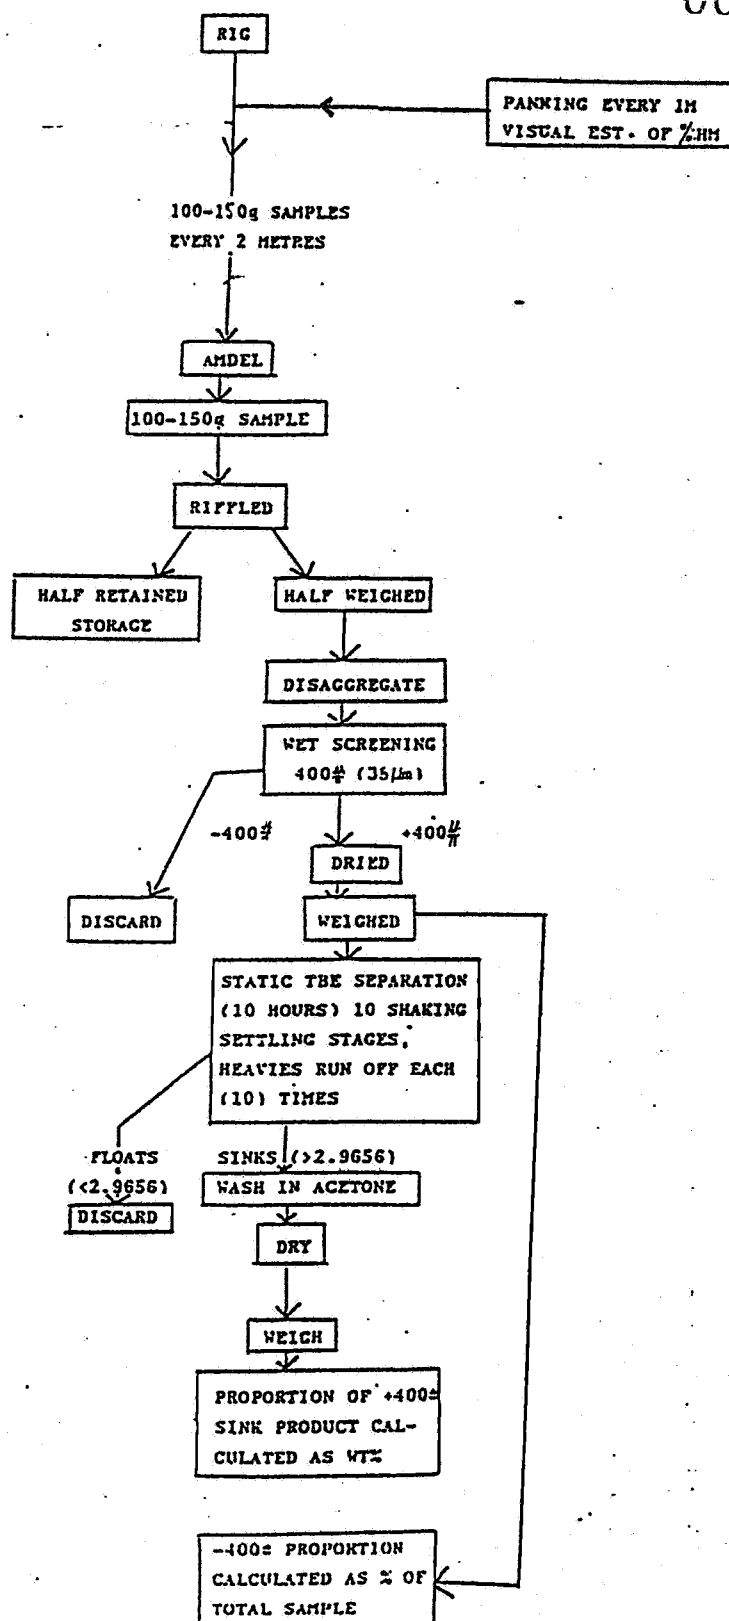 RIG
PANNING EVERY 1M
VISUAL EST. OF %HM
100-150g SAMPLES
EVERY 2 METRES
AMDEL
100-150g SAMPLE
RIFFLED
HALF RETAINED
STORAGE
HALF WEIGHED
DISAGGREGATE
WET SCREENING
400# (35µm)
-400#
+400#
DRIED
DISCARD
WEIGHED
STATIC TBE SEPARATION
(10 HOURS) 10 SHAKING
SETTLING STAGES,
HEAVIES RUN OFF EACH
(10) TIMES
FLOATS
(<2.9656)
DISCARD
SINKS (>2.9656)
WASH IN ACETONE
DRY
WEIGH
PROPORTION OF +400#
SINK PRODUCT CAL-
CULATED AS WT%
-400# PROPORTION
CALCULATED AS % OF
TOTAL SAMPLE